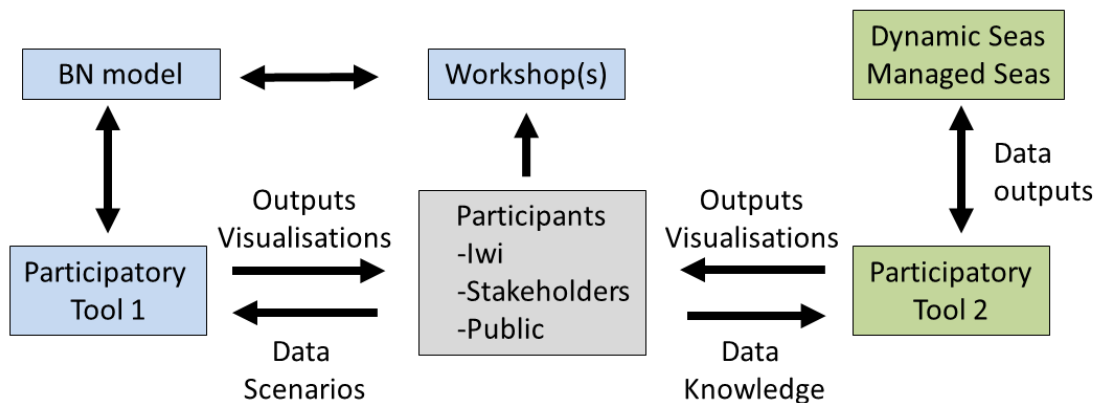 BN model
Workshop(s)
Dynamic Seas
Managed Seas
Data
outputs
Outputs
Visualisations
Participants
-Iwi
-Stakeholders
-Public
Outputs
Visualisations
Participatory
Tool 1
Participatory
Tool 2
Data
Scenarios
Data
Knowledge